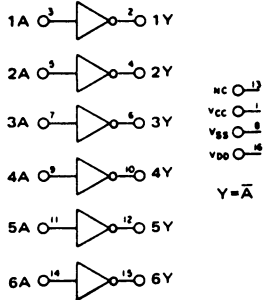 1A 3 2 1Y
2A 5 4 2Y
3A 7 6 3Y
4A 9 10 4Y
5A 11 12 5Y
6A 14 15 6Y
NC 13
VCC 1
VSS 8
VDD 16
Y=A̅